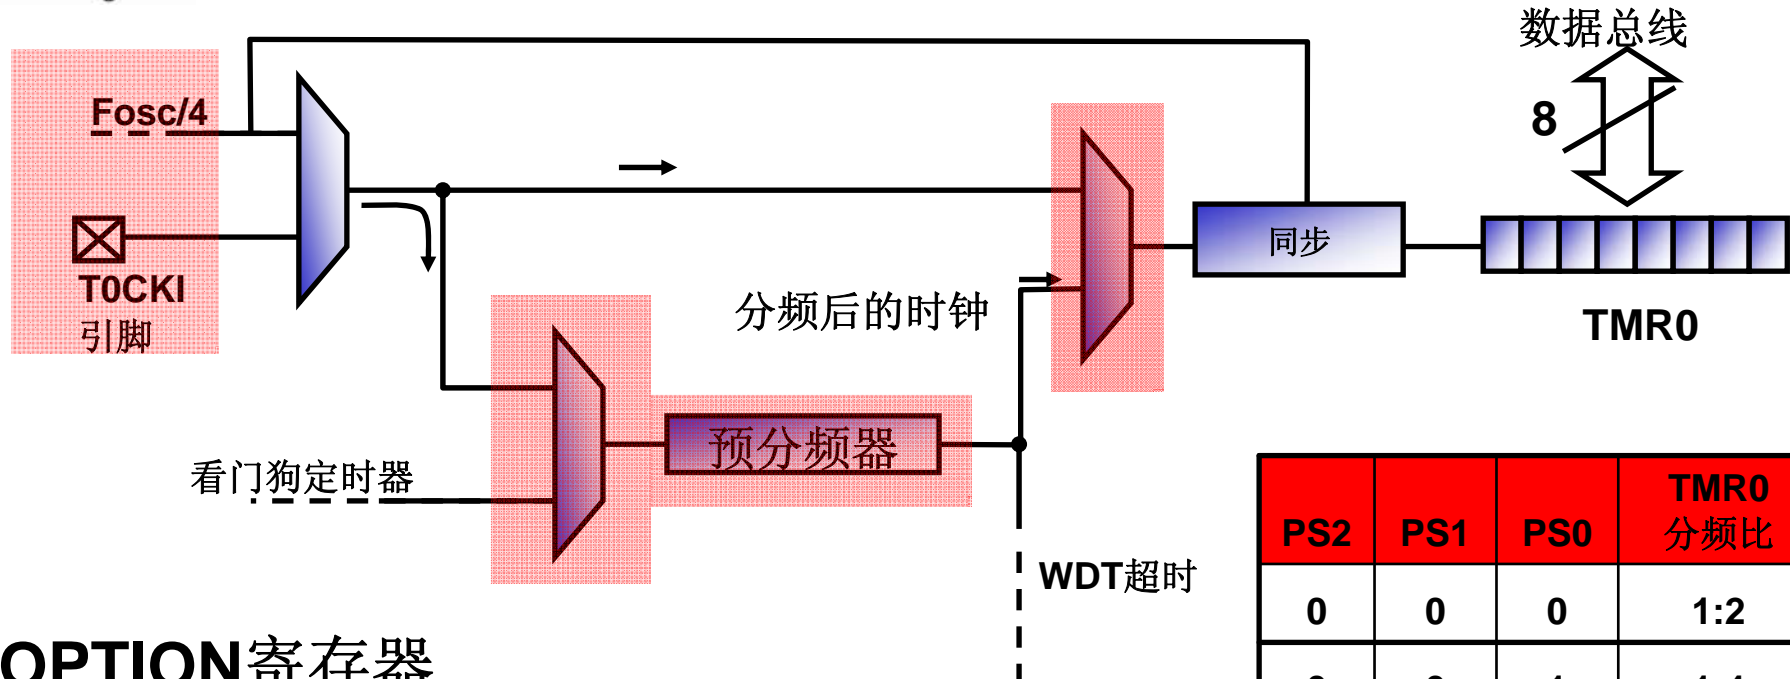 数据总线
Fosc/4
8
T0CKI
引脚
同步
分频后的时钟
TMR0
预分频器
看门狗定时器
WDT超时
PS2 PS1 PS0 TMR0 分频比
0 0 0 1:2
OPTION寄存器